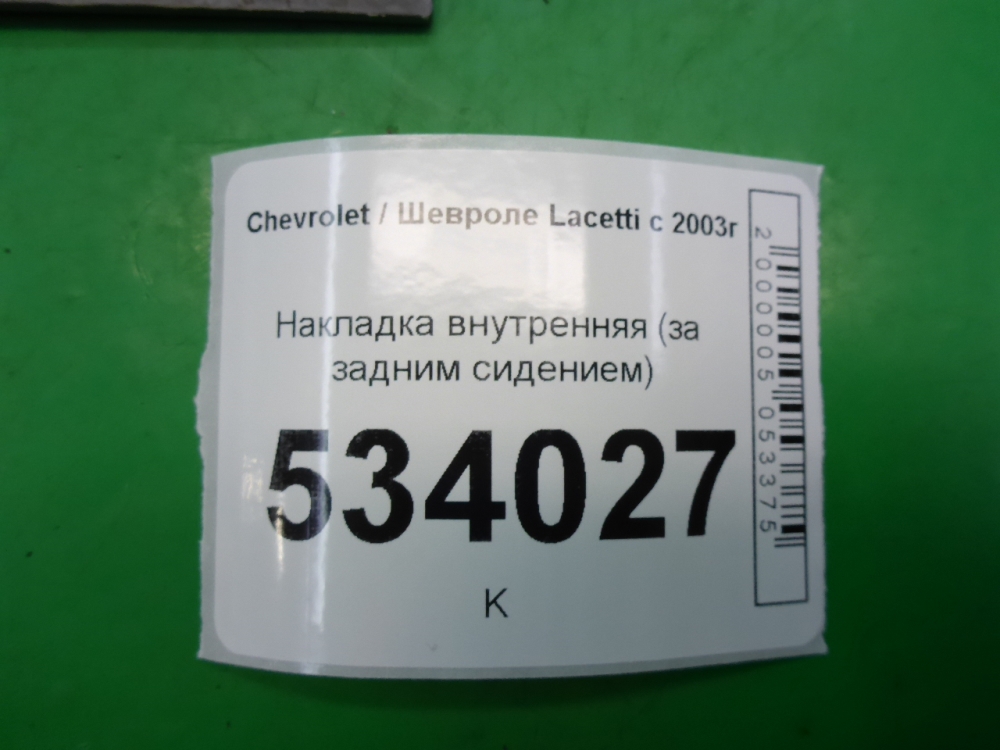 Chevrolet / Шевроле Lacetti с 2003г
Накладка внутренняя (за
задним сидением)
534027
К
2000005053375